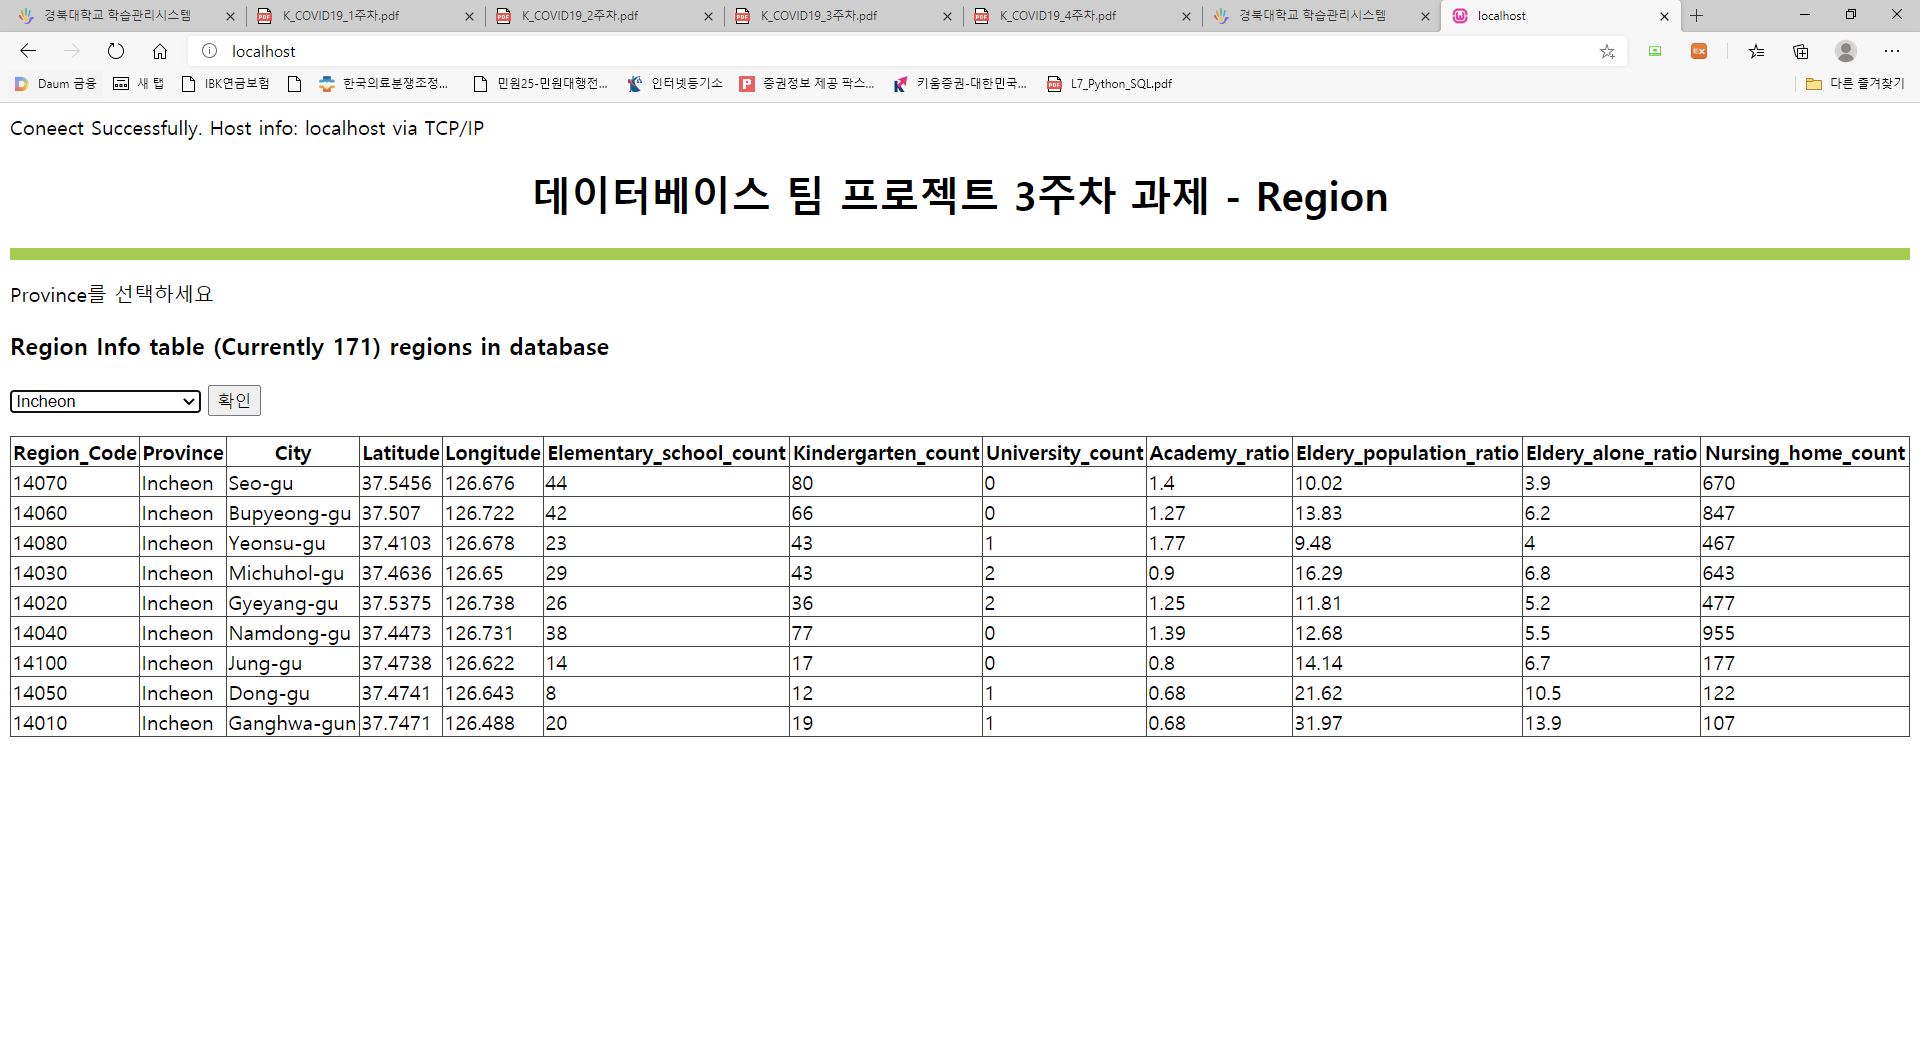 경북대학교 학습관리시스템
K_COVID19_1주차.pdf
K_COVID19_2주차.pdf
K_COVID19_3주차.pdf
K_COVID19_4주차.pdf
경북대학교 학습관리시스템
localhost
localhost
Daum 금융
새 탭
IBK연금보험
한국의료분쟁조정...
민원25-민원대행전...
인터넷등기소
증권정보 제공 팍스...
키움증권-대한민국...
L7_Python_SQL.pdf
다른 즐겨찾기
Coneect Successfully. Host info: localhost via TCP/IP
데이터베이스 팀 프로젝트 3주차 과제 - Region
Province를 선택하세요
Region Info table (Currently 171) regions in database
Incheon 확인
Region_Code Province City Latitude Longitude Elementary_school_count Kindergarten_count University_count Academy_ratio Eldery_population_ratio Eldery_alone_ratio Nursing_home_count
14070 Incheon Seo-gu 37.5456 126.676 44 80 0 1.4 10.02 3.9 670
14060 Incheon Bupyeong-gu 37.507 126.722 42 66 0 1.27 13.83 6.2 847
14080 Incheon Yeonsu-gu 37.4103 126.678 23 43 1 1.77 9.48 4 467
14030 Incheon Michuhol-gu 37.4636 126.65 29 43 2 0.9 16.29 6.8 643
14020 Incheon Gyeyang-gu 37.5375 126.738 26 36 2 1.25 11.81 5.2 477
14040 Incheon Namdong-gu 37.4473 126.731 38 77 0 1.39 12.68 5.5 955
14100 Incheon Jung-gu 37.4738 126.622 14 17 0 0.8 14.14 6.7 177
14050 Incheon Dong-gu 37.4741 126.643 8 12 1 0.68 21.62 10.5 122
14010 Incheon Ganghwa-gun 37.7471 126.488 20 19 1 0.68 31.97 13.9 107